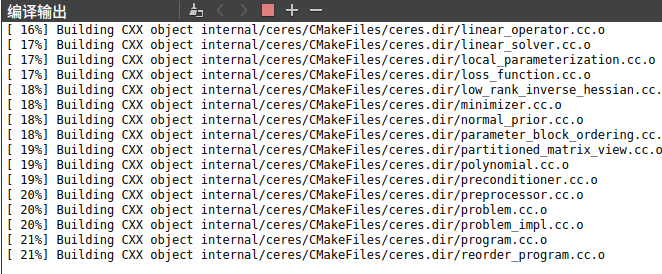 编译输出
[ 16%] Building CXX object internal/ceres/CMakeFiles/ceres.dir/linear_operator.cc.o
[ 17%] Building CXX object internal/ceres/CMakeFiles/ceres.dir/linear_solver.cc.o
[ 17%] Building CXX object internal/ceres/CMakeFiles/ceres.dir/local_parameterization.cc.o
[ 17%] Building CXX object internal/ceres/CMakeFiles/ceres.dir/loss_function.cc.o
[ 18%] Building CXX object internal/ceres/CMakeFiles/ceres.dir/low_rank_inverse_hessian.cc.
[ 18%] Building CXX object internal/ceres/CMakeFiles/ceres.dir/minimizer.cc.o
[ 18%] Building CXX object internal/ceres/CMakeFiles/ceres.dir/normal_prior.cc.o
[ 18%] Building CXX object internal/ceres/CMakeFiles/ceres.dir/parameter_block_ordering.cc.
[ 19%] Building CXX object internal/ceres/CMakeFiles/ceres.dir/partitioned_matrix_view.cc.o
[ 19%] Building CXX object internal/ceres/CMakeFiles/ceres.dir/polynomial.cc.o
[ 19%] Building CXX object internal/ceres/CMakeFiles/ceres.dir/preconditioner.cc.o
[ 20%] Building CXX object internal/ceres/CMakeFiles/ceres.dir/preprocessor.cc.o
[ 20%] Building CXX object internal/ceres/CMakeFiles/ceres.dir/problem.cc.o
[ 20%] Building CXX object internal/ceres/CMakeFiles/ceres.dir/problem_impl.cc.o
[ 21%] Building CXX object internal/ceres/CMakeFiles/ceres.dir/program.cc.o
[ 21%] Building CXX object internal/ceres/CMakeFiles/ceres.dir/reorder_program.cc.o